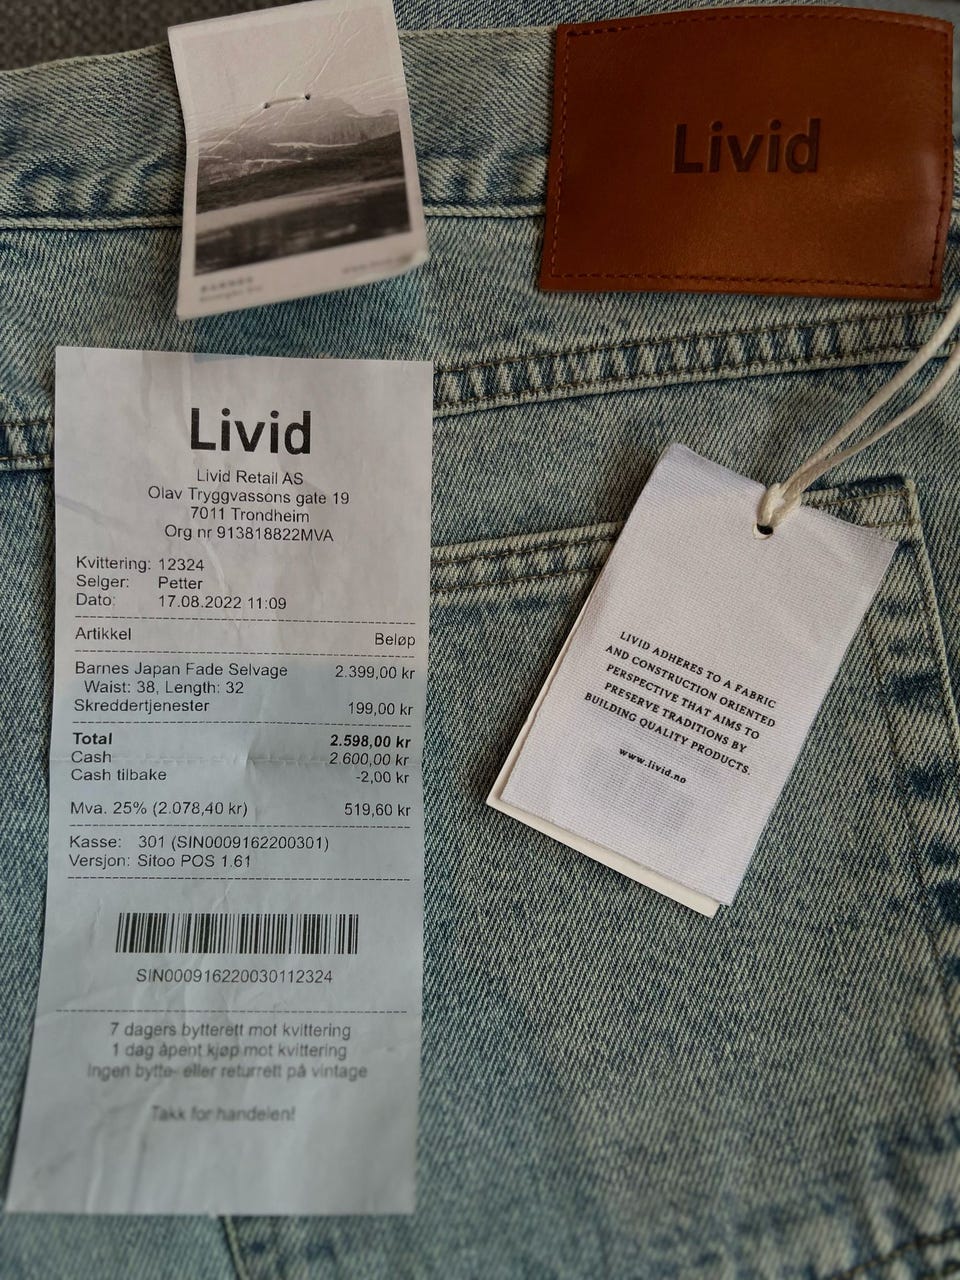 Livid
BARNES
Livid
Livid Retail AS
Olav Tryggvassons gate 19
7011 Trondheim
Org nr 913818822MVA
Kvittering: 12324
Selger: Petter
Dato: 17.08.2022 11:09
Artikkel Beløp
Barnes Japan Fade Selvage 2.399,00 kr
Waist: 38, Length: 32
Skreddertjenester 199,00 kr
Total 2.598,00 kr
Cash 2.600,00 kr
Cash tilbake -2,00 kr
Mva. 25% (2.078,40 kr) 519,60 kr
Kasse: 301 (SIN0009162200301)
Versjon: Sitoo POS 1.61
SIN000916220030112324
7 dagers bytterett mot kvittering
1 dag åpent kjøp mot kvittering
Ingen bytte- eller returrett på vintage
Takk for handelen!
LIVID ADHERES TO A FABRIC
AND CONSTRUCTION ORIENTED
PERSPECTIVE THAT AIMS TO
PRESERVE TRADITIONS BY
BUILDING QUALITY PRODUCTS.
www.livid.no